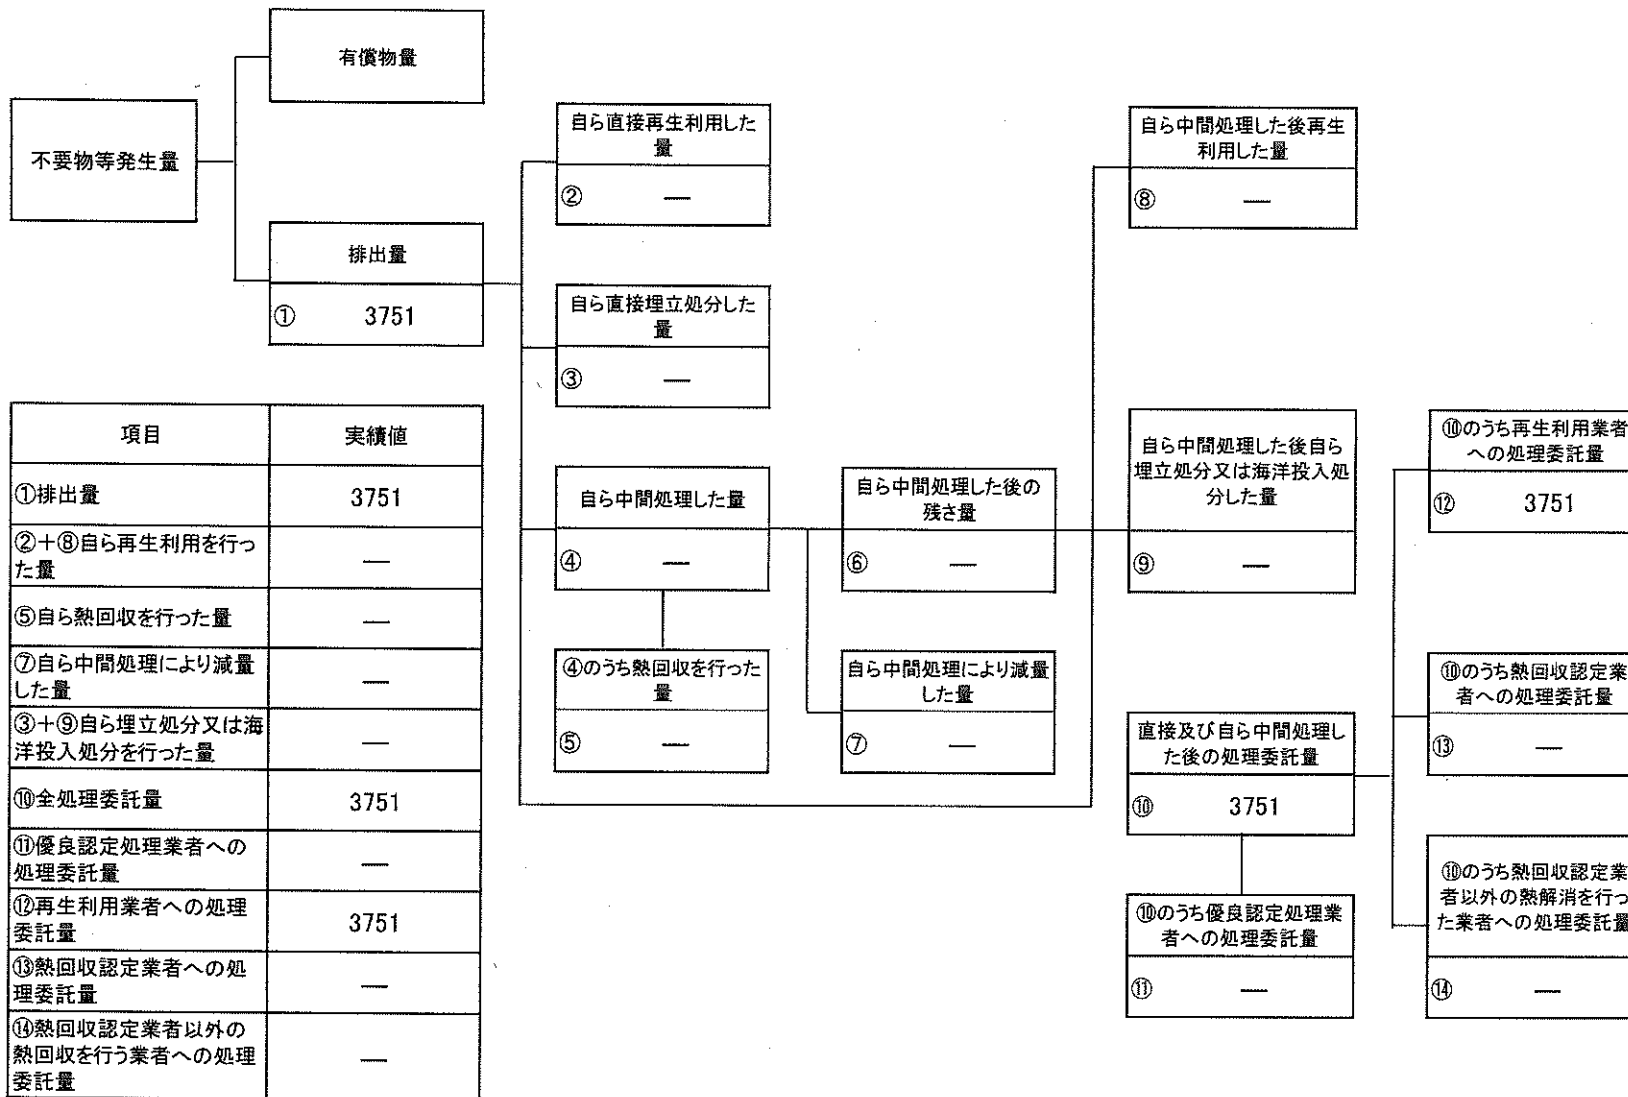 有償物量
不要物等発生量
排出量
① 3751
自ら直接再生利用した
量
② —
自ら直接埋立処分した
量
③ —
自ら中間処理した量
④ —
④のうち熱回収を行った
量
⑤ —
自ら中間処理した後の
残さ量
⑥ —
自ら中間処理により減量
した量
⑦ —
自ら中間処理した後再生
利用した量
⑧ —
自ら中間処理した後自ら
埋立処分又は海洋投入処
分した量
⑨ —
直接及び自ら中間処理し
た後の処理委託量
⑩ 3751
⑩のうち優良認定処理業
者への処理委託量
⑪ —
⑩のうち再生利用業者
への処理委託量
⑫ 3751
⑩のうち熱回収認定業
者への処理委託量
⑬ —
⑩のうち熱回収認定業
者以外の熱解消を行っ
た業者への処理委託量
⑭ —
項目 実績値
①排出量 3751
②+⑧自ら再生利用を行っ
た量 —
⑤自ら熱回収を行った量 —
⑦自ら中間処理により減量
した量 —
③+⑨自ら埋立処分又は海
洋投入処分を行った量 —
⑩全処理委託量 3751
⑪優良認定処理業者への
処理委託量 —
⑫再生利用業者への処理
委託量 3751
⑬熱回収認定業者への処
理委託量 —
⑭熱回収認定業者以外の
熱回収を行う業者への処理
委託量 —